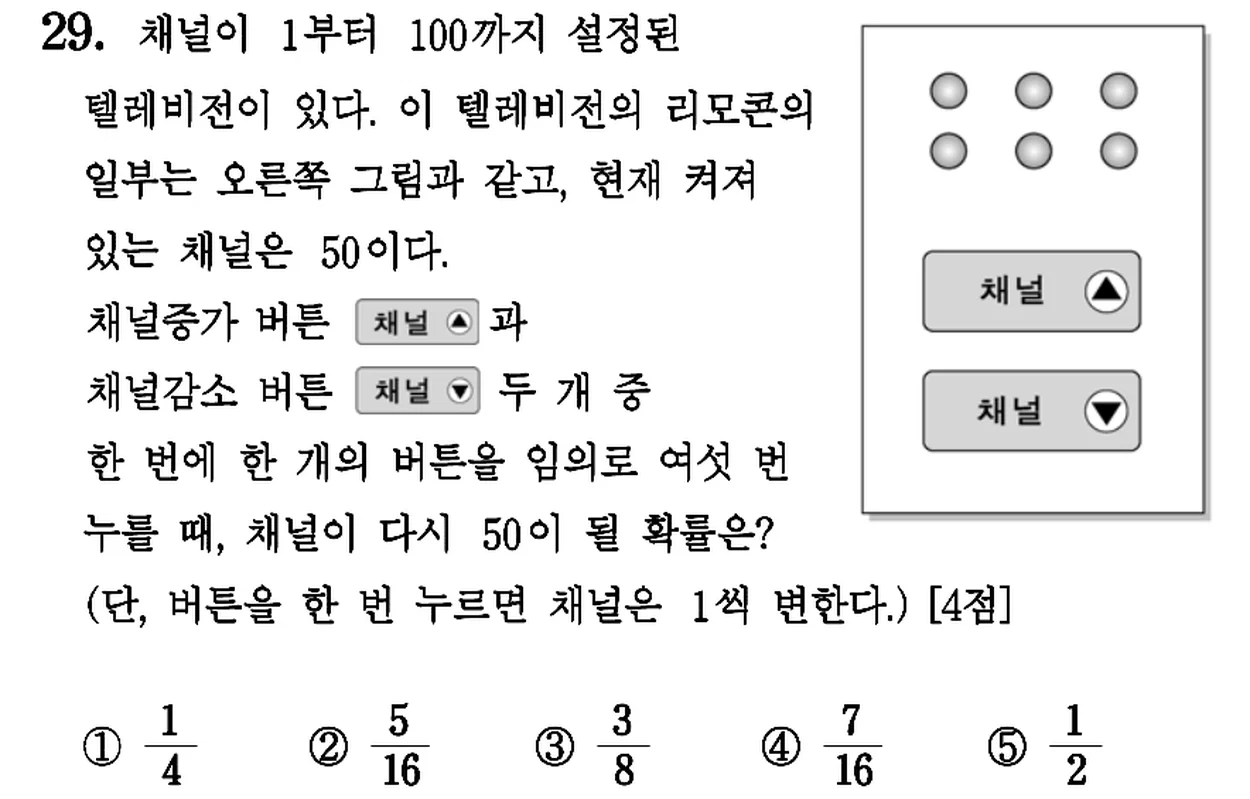 29. 채널이 1부터 100까지 설정된
텔레비전이 있다. 이 텔레비전의 리모콘의
일부는 오른쪽 그림과 같고, 현재 켜져
있는 채널은 50이다.
채널증가 버튼 채널 ▲ 과
채널감소 버튼 채널 ▼ 두 개 중
한 번에 한 개의 버튼을 임의로 여섯 번
누를 때, 채널이 다시 50이 될 확률은?
(단, 버튼을 한 번 누르면 채널은 1씩 변한다.) [4점]
채널 ▲
채널 ▼
① 1/4 ② 5/16 ③ 3/8 ④ 7/16 ⑤ 1/2